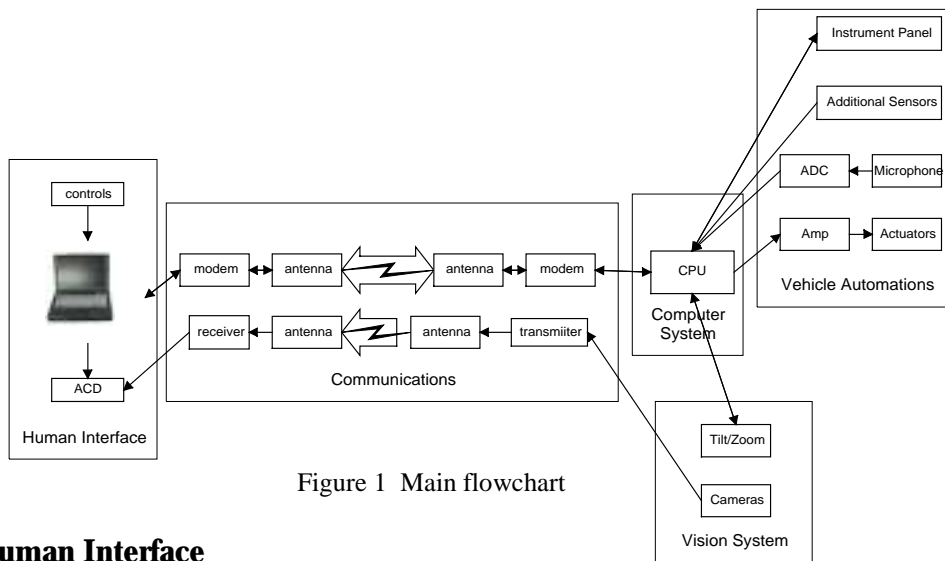 Instrument Panel
Additional Sensors
ADC
Microphone
Amp
Actuators
Vehicle Automations
controls
modem
antenna
antenna
modem
CPU
Computer
System
receiver
antenna
antenna
transmiiter
Communications
ACD
Human Interface
Tilt/Zoom
Cameras
Vision System
Figure 1 Main flowchart
uman Interface